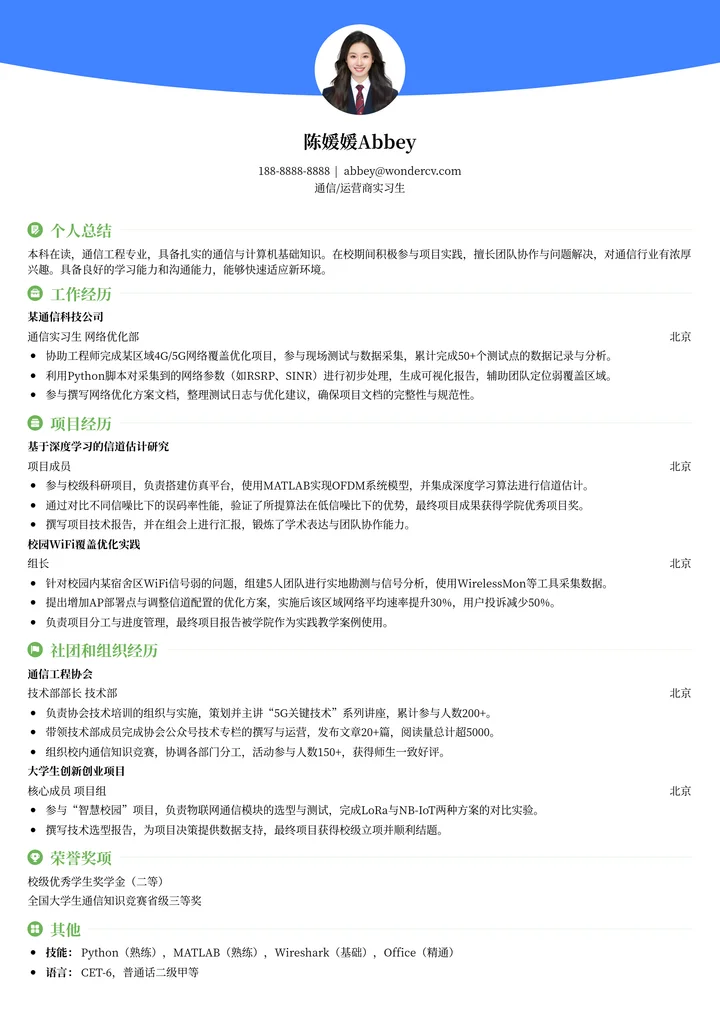 陈媛媛Abbey
188-8888-8888 | abbey@wondercv.com
通信/运营商实习生
个人总结
本科在读，通信工程专业，具备扎实的通信与计算机基础知识。在校期间积极参与项目实践，擅长团队协作与问题解决，对通信行业有浓厚
兴趣。具备良好的学习能力和沟通能力，能够快速适应新环境。
工作经历
某通信科技公司
通信实习生 网络优化部 北京
• 协助工程师完成某区域4G/5G网络覆盖优化项目，参与现场测试与数据采集，累计完成50+个测试点的数据记录与分析。
• 利用Python脚本对采集到的网络参数（如RSRP、SINR）进行初步处理，生成可视化报告，辅助团队定位弱覆盖区域。
• 参与撰写网络优化方案文档，整理测试日志与优化建议，确保项目文档的完整性与规范性。
项目经历
基于深度学习的信道估计研究
项目成员 北京
• 参与校级科研项目，负责搭建仿真平台，使用MATLAB实现OFDM系统模型，并集成深度学习算法进行信道估计。
• 通过对比不同信噪比下的误码率性能，验证了所提算法在低信噪比下的优势，最终项目成果获得学院优秀项目奖。
• 撰写项目技术报告，并在组会上进行汇报，锻炼了学术表达与团队协作能力。
校园WiFi覆盖优化实践
组长 北京
• 针对校园内某宿舍区WiFi信号弱的问题，组建5人团队进行实地勘测与信号分析，使用WirelessMon等工具采集数据。
• 提出增加AP部署点与调整信道配置的优化方案，实施后该区域网络平均速率提升30%，用户投诉减少50%。
• 负责项目分工与进度管理，最终项目报告被学院作为实践教学案例使用。
社团和组织经历
通信工程协会
技术部部长 技术部 北京
• 负责协会技术培训的组织与实施，策划并主讲“5G关键技术”系列讲座，累计参与人数200+。
• 带领技术部成员完成协会公众号技术专栏的撰写与运营，发布文章20+篇，阅读量总计超5000。
• 组织校内通信知识竞赛，协调各部门分工，活动参与人数150+，获得师生一致好评。
大学生创新创业项目
核心成员 项目组 北京
• 参与“智慧校园”项目，负责物联网通信模块的选型与测试，完成LoRa与NB-IoT两种方案的对比实验。
• 撰写技术选型报告，为项目决策提供数据支持，最终项目获得校级立项并顺利结题。
荣誉奖项
校级优秀学生奖学金（二等）
全国大学生通信知识竞赛省级三等奖
其他
• 技能： Python（熟练），MATLAB（熟练），Wireshark（基础），Office（精通）
• 语言： CET-6，普通话二级甲等